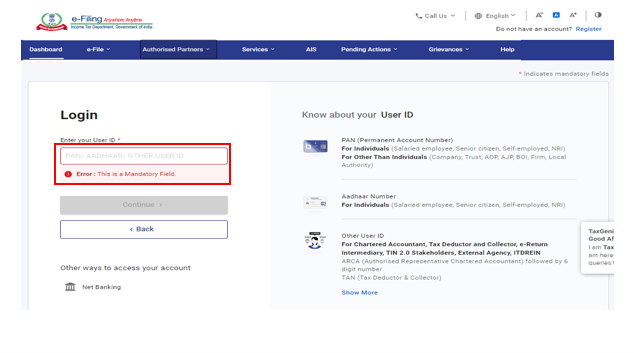 e-Filing Anywhere Anytime
Income Tax Department, Government of India
Call Us
English
A-
A
A+
Do not have an account? Register
Dashboard e-File Authorised Partners Services AIS Pending Actions Grievances Help
* Indicates mandatory fields
Login
Enter your User ID *
PAN/ AADHAAR/ OTHER USER ID
Error : This is a Mandatory Field.
Continue >
< Back
Other ways to access your account
Net Banking
Know about your User ID
PAN (Permanent Account Number)
For Individuals (Salaried employee, Senior citizen, Self-employed, NRI)
For Other Than Individuals (Company, Trust, AOP, AJP, BOI, Firm, Local
Authority)
Aadhaar Number
For Individuals (Salaried employee, Senior citizen, Self-employed, NRI)
Other User ID
For Chartered Accountant, Tax Deductor and Collector, e-Return
Intermediary, TIN 2.0 Stakeholders, External Agency, ITDREIN
ARCA (Authorised Representative Chartered Accountant) followed by 6
digit number
TAN (Tax Deductor & Collector)
Show More
TaxGeni
Good Af
I am Tax
am here
queries.